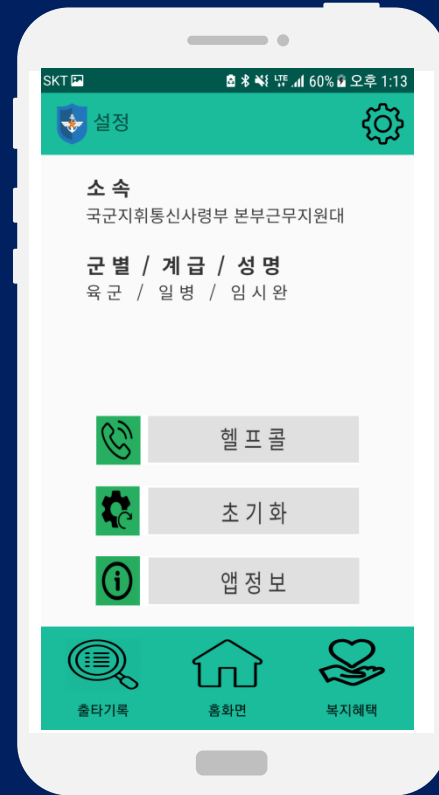 SKT LTE 60% 오후 1:13
설정
소 속
국군지휘통신사령부 본부근무지원대
군 별 / 계 급 / 성 명
육 군 / 일 병 / 임 시 완
헬 프 콜
초 기 화
앱 정 보
출타기록 홈화면 복지혜택